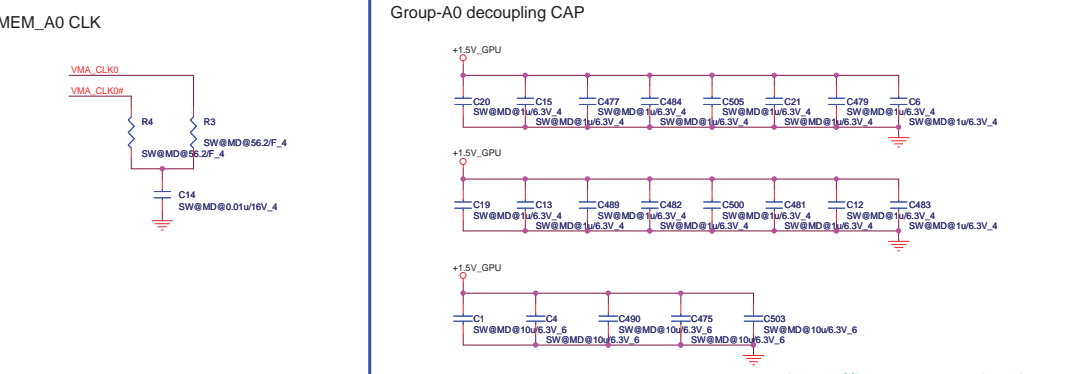 MEM_A0 CLK
VMA_CLK0
VMA_CLK0#
R4
R3
SW@MD@56.2/F_4
SW@MD@56.2/F_4
C14
SW@MD@0.01u/16V_4
Group-A0 decoupling CAP
+1.5V_GPU
C20
C15
C477
C484
C505
C21
C479
C6
SW@MD@1u/6.3V_4
SW@MD@1u/6.3V_4
SW@MD@1u/6.3V_4
SW@MD@1u/6.3V_4
SW@MD@1u/6.3V_4
SW@MD@1u/6.3V_4
SW@MD@1u/6.3V_4
SW@MD@1u/6.3V_4
+1.5V_GPU
C19
C13
C489
C482
C500
C481
C12
C483
SW@MD@1u/6.3V_4
SW@MD@1u/6.3V_4
SW@MD@1u/6.3V_4
SW@MD@1u/6.3V_4
SW@MD@1u/6.3V_4
SW@MD@1u/6.3V_4
SW@MD@1u/6.3V_4
SW@MD@1u/6.3V_4
+1.5V_GPU
C1
C4
C490
C475
C503
SW@MD@10u/6.3V_6
SW@MD@10u/6.3V_6
SW@MD@10u/6.3V_6
SW@MD@10u/6.3V_6
SW@MD@10u/6.3V_6